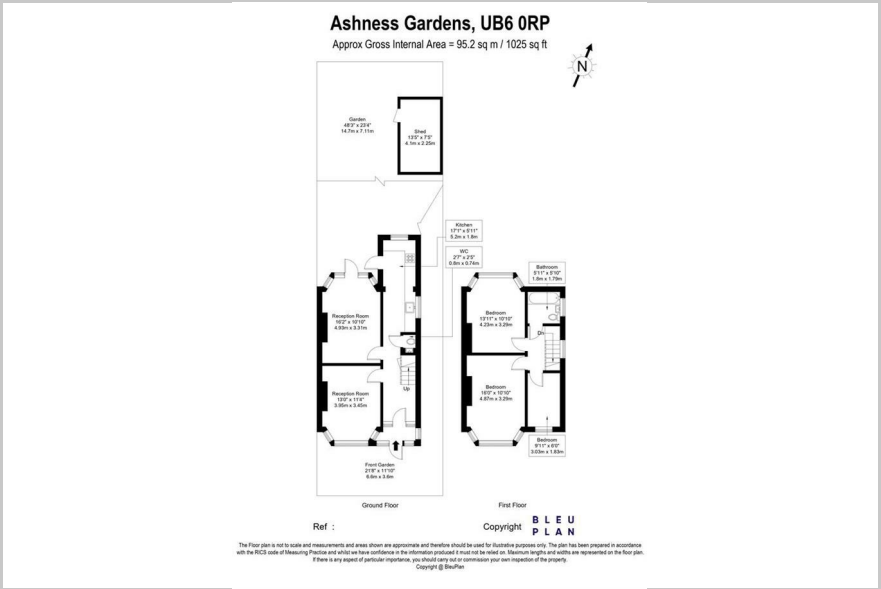 Ashness Gardens, UB6 0RP
Approx Gross Internal Area = 95.2 sq m / 1025 sq ft
N
Garden
48'3" x 23'4"
14.7m x 7.11m
Shed
13'5" x 7'5"
4.1m x 2.25m
Kitchen
17'1" x 5'11"
5.2m x 1.8m
WC
2'7" x 2'5"
0.8m x 0.74m
Bathroom
5'11" x 5'10"
1.8m x 1.79m
Reception Room
16'2" x 10'10"
4.93m x 3.31m
Bedroom
13'11" x 10'10"
4.23m x 3.29m
Dn
Up
Reception Room
13'0" x 11'4"
3.95m x 3.45m
Bedroom
16'0" x 10'10"
4.87m x 3.29m
Bedroom
9'11" x 6'0"
3.03m x 1.83m
Front Garden
21'8" x 11'10"
6.6m x 3.6m
Ground Floor
First Floor
Ref :
Copyright
BLEU
PLAN
The Floor plan is not to scale and measurements and areas shown are approximate and therefore should be used for illustrative purposes only. The plan has been prepared in accordance
with the RICS code of Measuring Practice and whilst we have confidence in the information produced it must not be relied on. Maximum lengths and widths are represented on the floor plan.
If there is any aspect of particular importance, you should carry out or commission your own inspection of the property.
Copyright @ BleuPlan